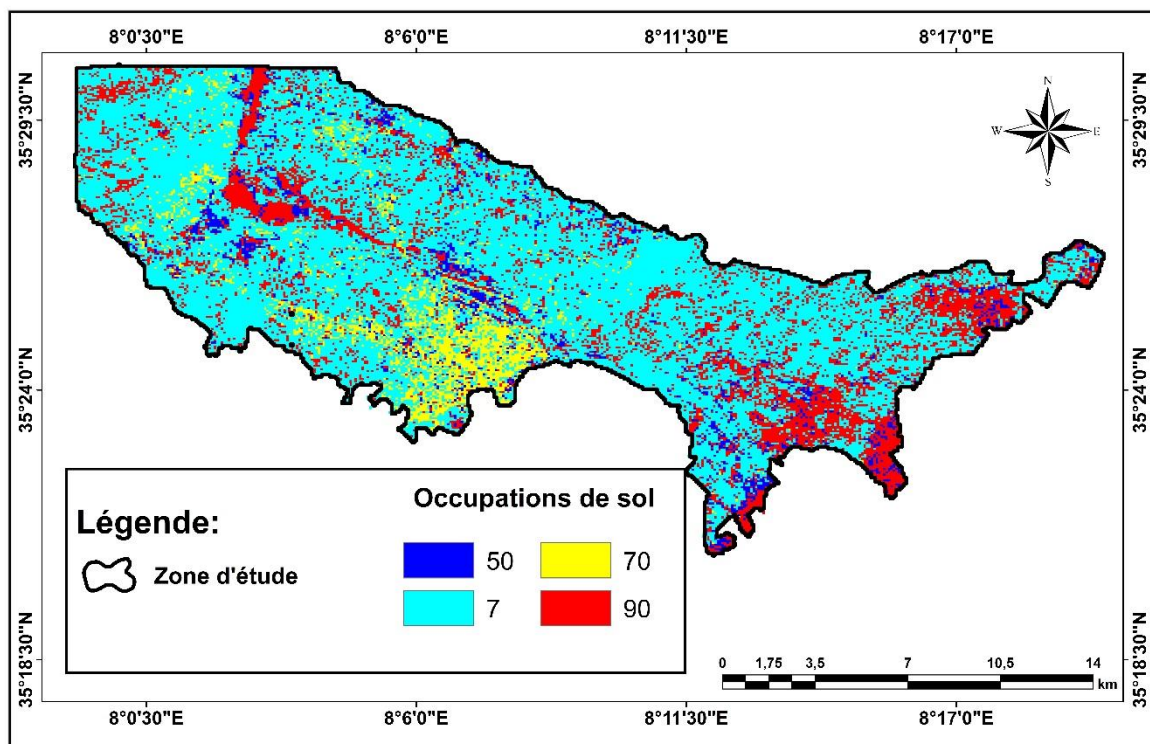 8°0'30"E 8°6'0"E 8°11'30"E 8°17'0"E
35°29'30"N
35°29'30"N
N
W E
S
35°24'0"N
35°24'0"N
Légende:
Zone d'étude
Occupations de sol
50 70
7 90
35°18'30"N
35°18'30"N
0 1,75 3,5 7 10,5 14
km
8°0'30"E 8°6'0"E 8°11'30"E 8°17'0"E